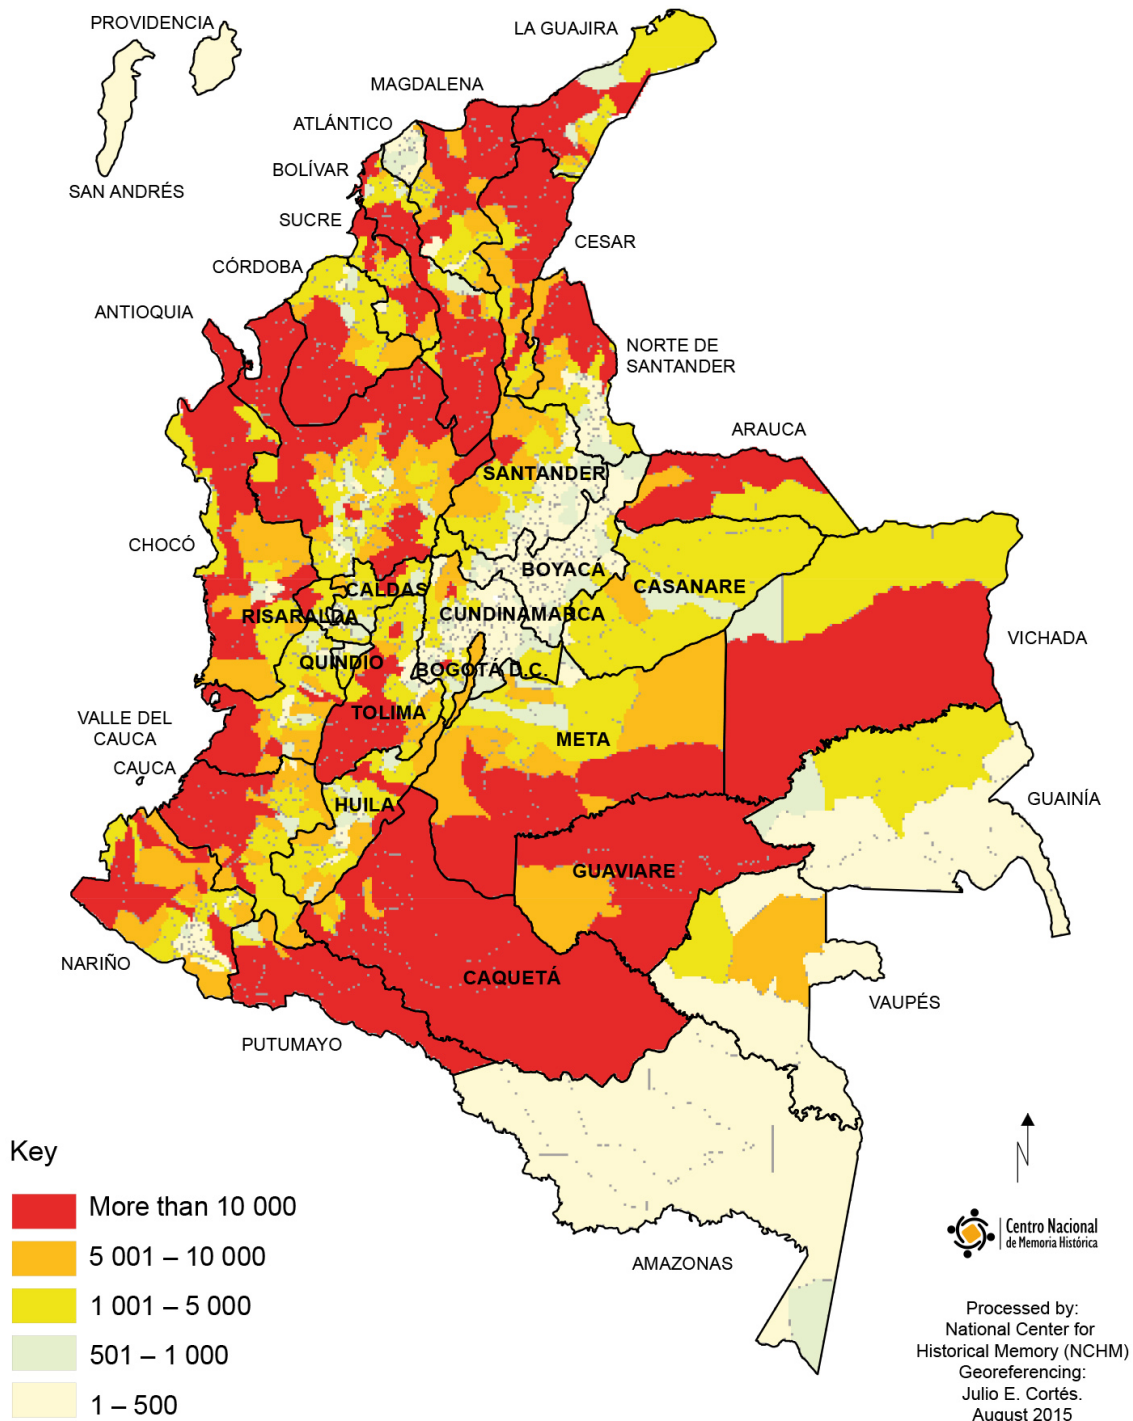 PROVIDENCIA
SAN ANDRÉS
LA GUAJIRA
MAGDALENA
ATLÁNTICO
BOLÍVAR
SUCRE
CESAR
CÓRDOBA
ANTIOQUIA
NORTE DE
SANTANDER
ARAUCA
SANTANDER
CHOCÓ
BOYACÁ
CALDAS
CASANARE
RISARALDA
CUNDINAMARCA
VICHADA
QUINDÍO
BOGOTÁ D.C.
TOLIMA
VALLE DEL
CAUCA
META
CAUCA
HUILA
GUAINÍA
GUAVIARE
NARIÑO
CAQUETÁ
VAUPÉS
PUTUMAYO
AMAZONAS
Key
More than 10 000
5 001 – 10 000
1 001 – 5 000
501 – 1 000
1 – 500
N
Centro Nacional
de Memoria Histórica
Processed by:
National Center for
Historical Memory (NCHM)
Georeferencing:
Julio E. Cortés.
August 2015